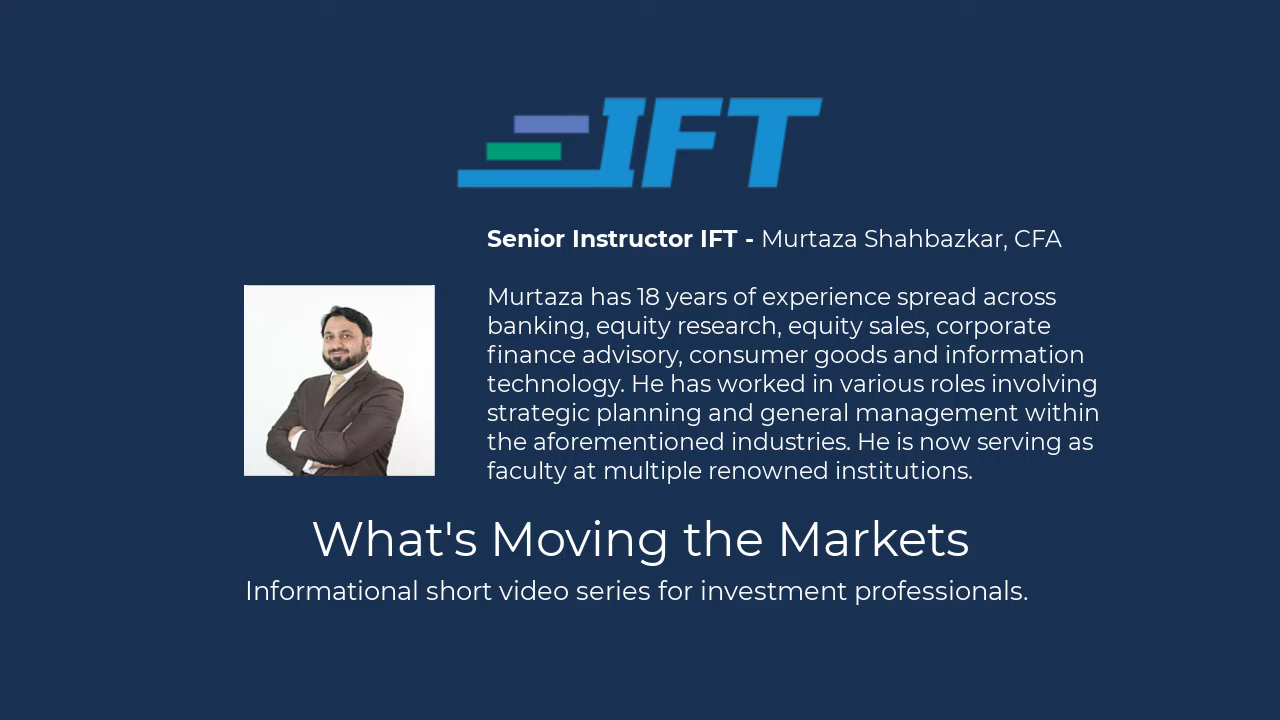 IFT
Senior Instructor IFT - Murtaza Shahbazkar, CFA
Murtaza has 18 years of experience spread across
banking, equity research, equity sales, corporate
finance advisory, consumer goods and information
technology. He has worked in various roles involving
strategic planning and general management within
the aforementioned industries. He is now serving as
faculty at multiple renowned institutions.
What's Moving the Markets
Informational short video series for investment professionals.